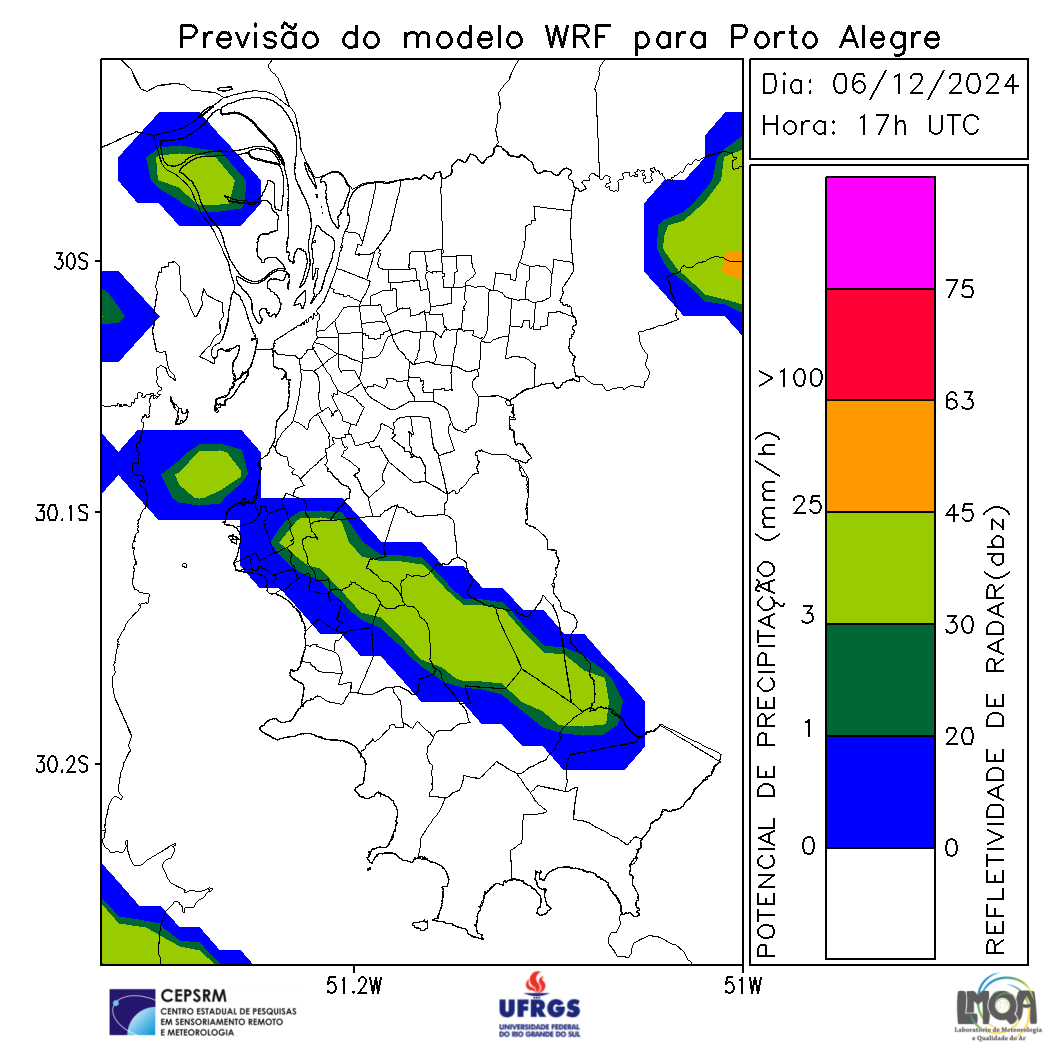 Previsão do modelo WRF para Porto Alegre
Dia: 06/12/2024
Hora: 17h UTC
30S
30.1S
30.2S
51.2W
51W
POTENCIAL DE PRECIPITAÇÃO (mm/h)
>100
25
3
1
0
75
63
45
30
20
0
REFLETIVIDADE DE RADAR(dbz)
CEPSRM
CENTRO ESTADUAL DE PESQUISAS
EM SENSORIAMENTO REMOTO
E METEOROLOGIA
UFRGS
UNIVERSIDADE FEDERAL
DO RIO GRANDE DO SUL
LMQA
Laboratório de Meteorologia
e Qualidade do Ar